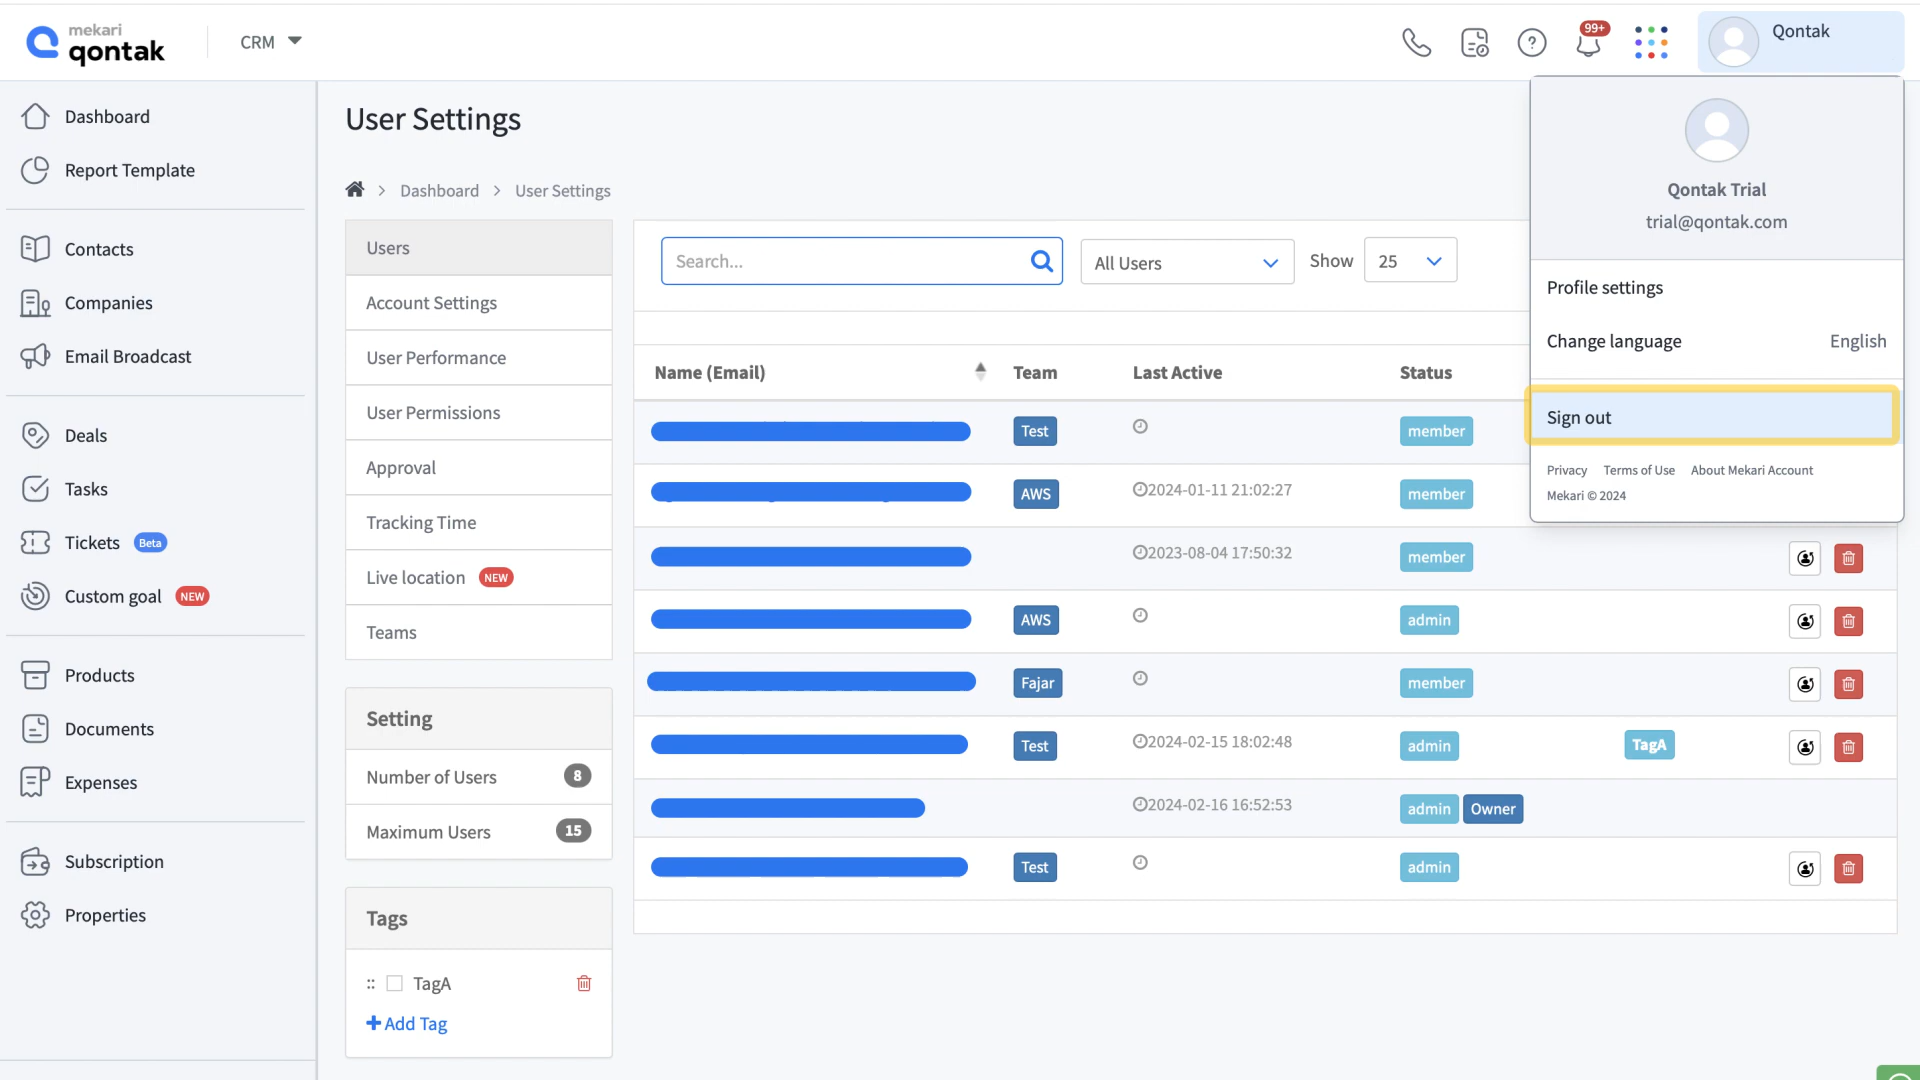 mekari
qontak
CRM
99+
Qontak
Dashboard
Report Template
Contacts
Companies
Email Broadcast
Deals
Tasks
Tickets Beta
Custom goal NEW
Products
Documents
Expenses
Subscription
Properties
User Settings
Dashboard > User Settings
Users
Account Settings
User Performance
User Permissions
Approval
Tracking Time
Live location NEW
Teams
Setting
Number of Users 8
Maximum Users 15
Tags
TagA
Add Tag
Search...
All Users
Show 25
Name (Email) Team Last Active Status
Test member
AWS 2024-01-11 21:02:27 member
2023-08-04 17:50:32 member
AWS admin
Fajar member
Test 2024-02-15 18:02:48 admin TagA
2024-02-16 16:52:53 admin Owner
Test admin
Qontak Trial
trial@qontak.com
Profile settings
Change language English
Sign out
Privacy Terms of Use About Mekari Account
Mekari © 2024